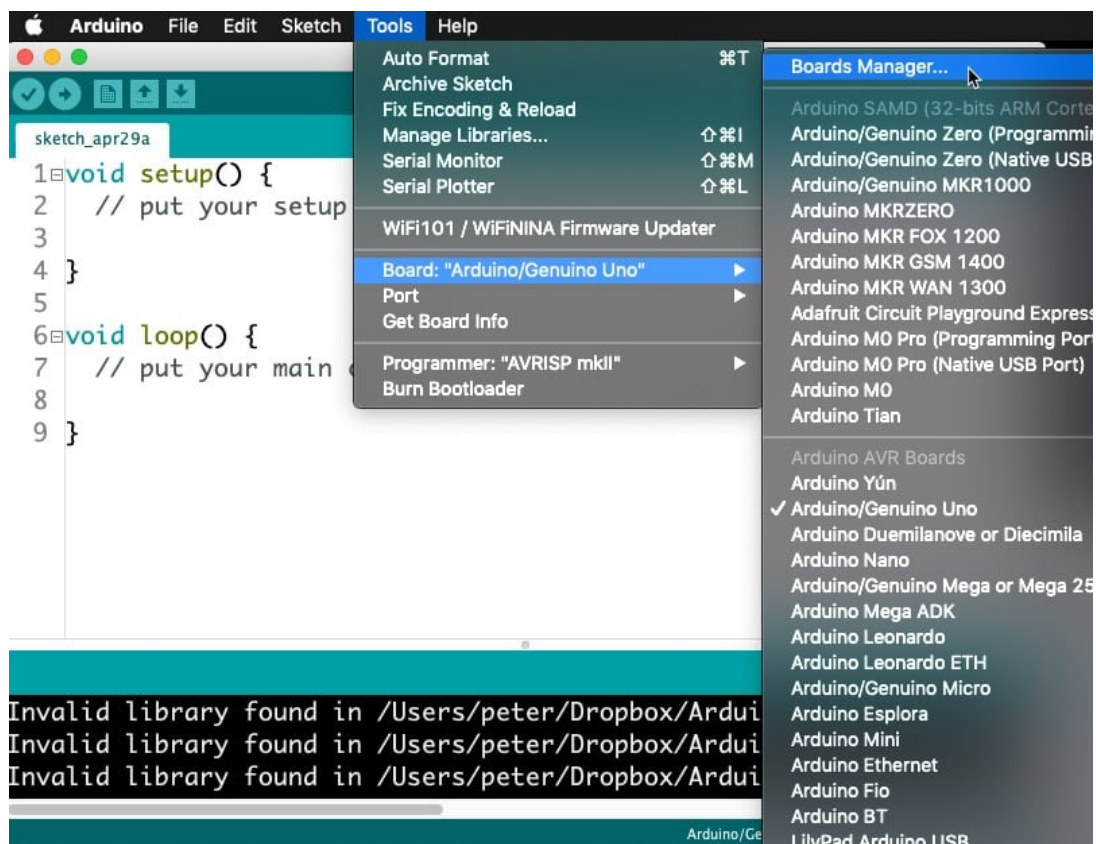 Arduino File Edit Sketch Tools Help
sketch_apr29a
1 void setup() {
2 // put your setup
3
4 }
5
6 void loop() {
7 // put your main
8
9 }
Invalid library found in /Users/peter/Dropbox/Ardui
Invalid library found in /Users/peter/Dropbox/Ardui
Invalid library found in /Users/peter/Dropbox/Ardui
Arduino/Ge
Auto Format ⌘T
Archive Sketch
Fix Encoding & Reload
Manage Libraries... ⇧⌘I
Serial Monitor ⇧⌘M
Serial Plotter ⇧⌘L
WiFi101 / WiFiNINA Firmware Updater
Board: "Arduino/Genuino Uno"
Port
Get Board Info
Programmer: "AVRISP mkII"
Burn Bootloader
Boards Manager...
Arduino SAMD (32-bits ARM Corte
Arduino/Genuino Zero (Programmin
Arduino/Genuino Zero (Native USB
Arduino/Genuino MKR1000
Arduino MKRZERO
Arduino MKR FOX 1200
Arduino MKR GSM 1400
Arduino MKR WAN 1300
Adafruit Circuit Playground Express
Arduino M0 Pro (Programming Port
Arduino M0 Pro (Native USB Port)
Arduino M0
Arduino Tian
Arduino AVR Boards
Arduino Yún
✓ Arduino/Genuino Uno
Arduino Duemilanove or Diecimila
Arduino Nano
Arduino/Genuino Mega or Mega 25
Arduino Mega ADK
Arduino Leonardo
Arduino Leonardo ETH
Arduino/Genuino Micro
Arduino Esplora
Arduino Mini
Arduino Ethernet
Arduino Fio
Arduino BT
LilyPad Arduino USB